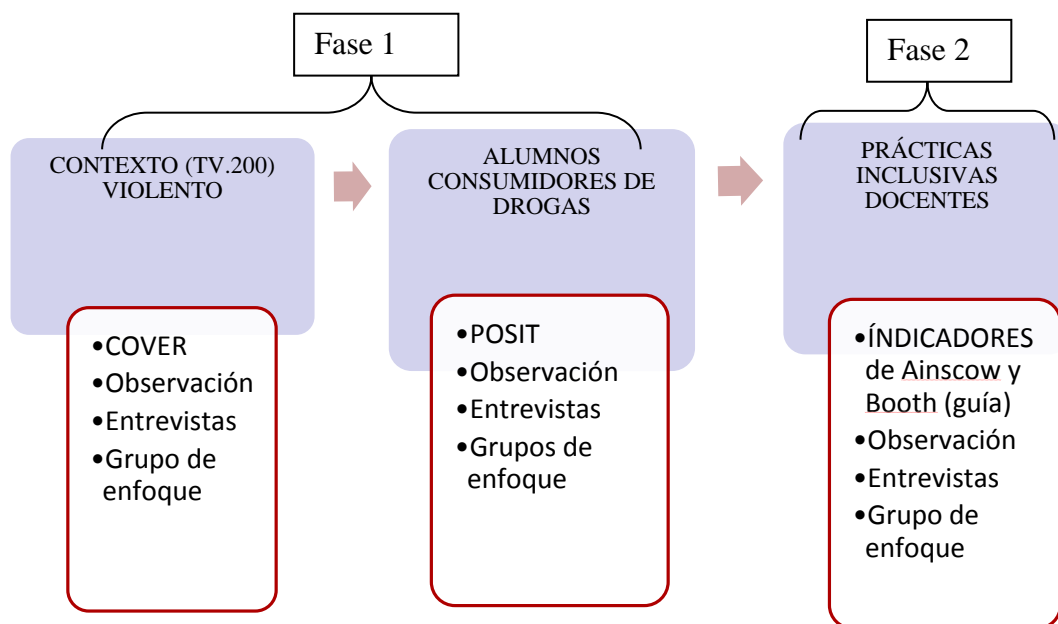 Fase 1
Fase 2
CONTEXTO (TV.200)
VIOLENTO
ALUMNOS
CONSUMIDORES DE
DROGAS
PRÁCTICAS
INCLUSIVAS
DOCENTES
•COVER
•Observación
•Entrevistas
•Grupo de
enfoque
•POSIT
•Observación
•Entrevistas
•Grupos de
enfoque
•ÍNDICADORES
de Ainscow y
Booth (guía)
•Observación
•Entrevistas
•Grupo de
enfoque